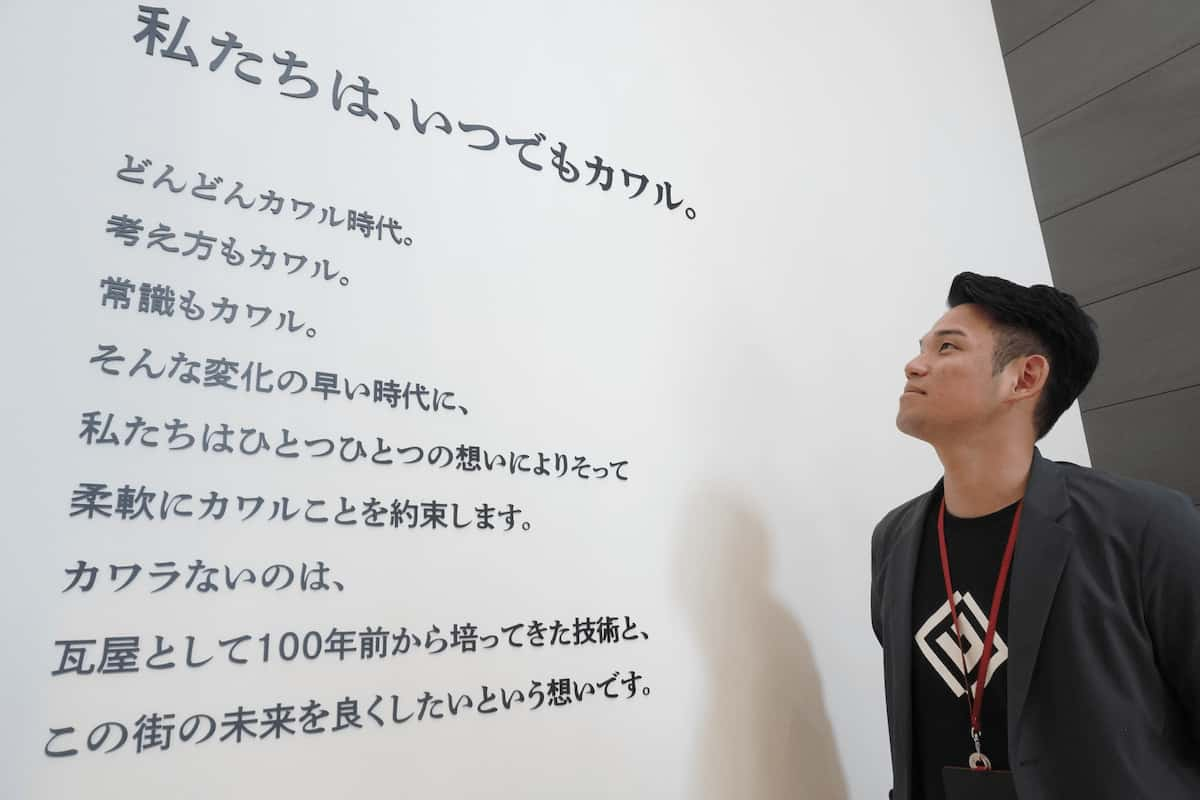 私たちは、いつでもカワル。
どんどんカワル時代。
考え方もカワル。
常識もカワル。
そんな変化の早い時代に、
私たちはひとつひとつの想いによりそって
柔軟にカワルことを約束します。
カワラないのは、
瓦屋として100年前から培ってきた技術と、
この街の未来を良くしたいという想いです。